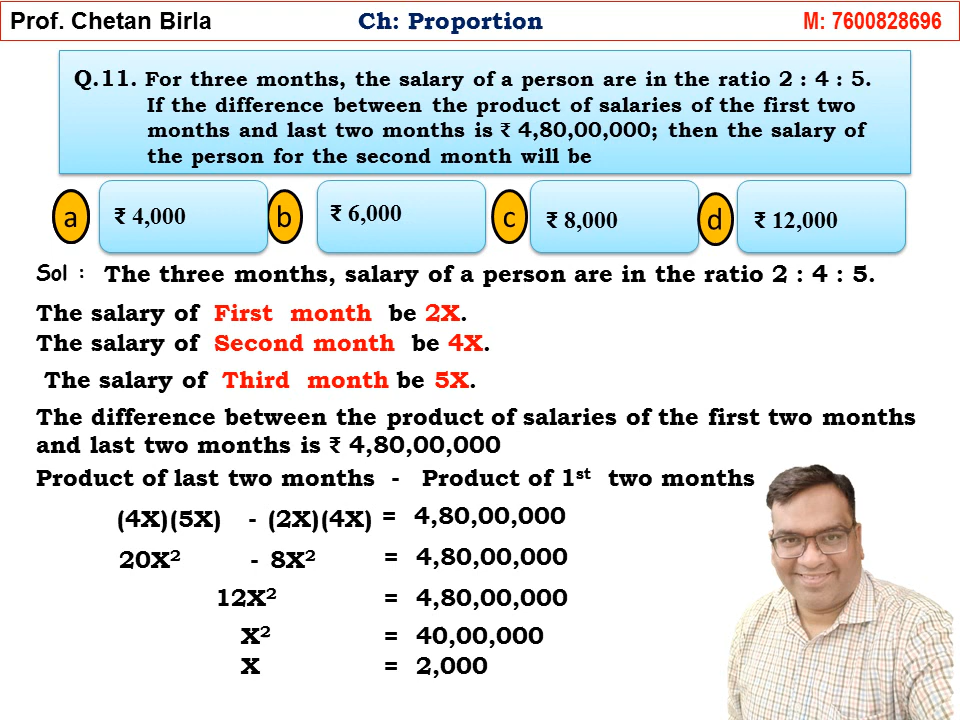 Prof. Chetan Birla Ch: Proportion M: 7600828696
Q.11. For three months, the salary of a person are in the ratio 2 : 4 : 5.
If the difference between the product of salaries of the first two
months and last two months is ₹ 4,80,00,000; then the salary of
the person for the second month will be
a ₹ 4,000 b ₹ 6,000 c ₹ 8,000 d ₹ 12,000
Sol : The three months, salary of a person are in the ratio 2 : 4 : 5.
The salary of First month be 2X.
The salary of Second month be 4X.
The salary of Third month be 5X.
The difference between the product of salaries of the first two months
and last two months is ₹ 4,80,00,000
Product of last two months - Product of 1st two months
(4X)(5X) - (2X)(4X) = 4,80,00,000
20X² - 8X² = 4,80,00,000
12X² = 4,80,00,000
X² = 40,00,000
X = 2,000